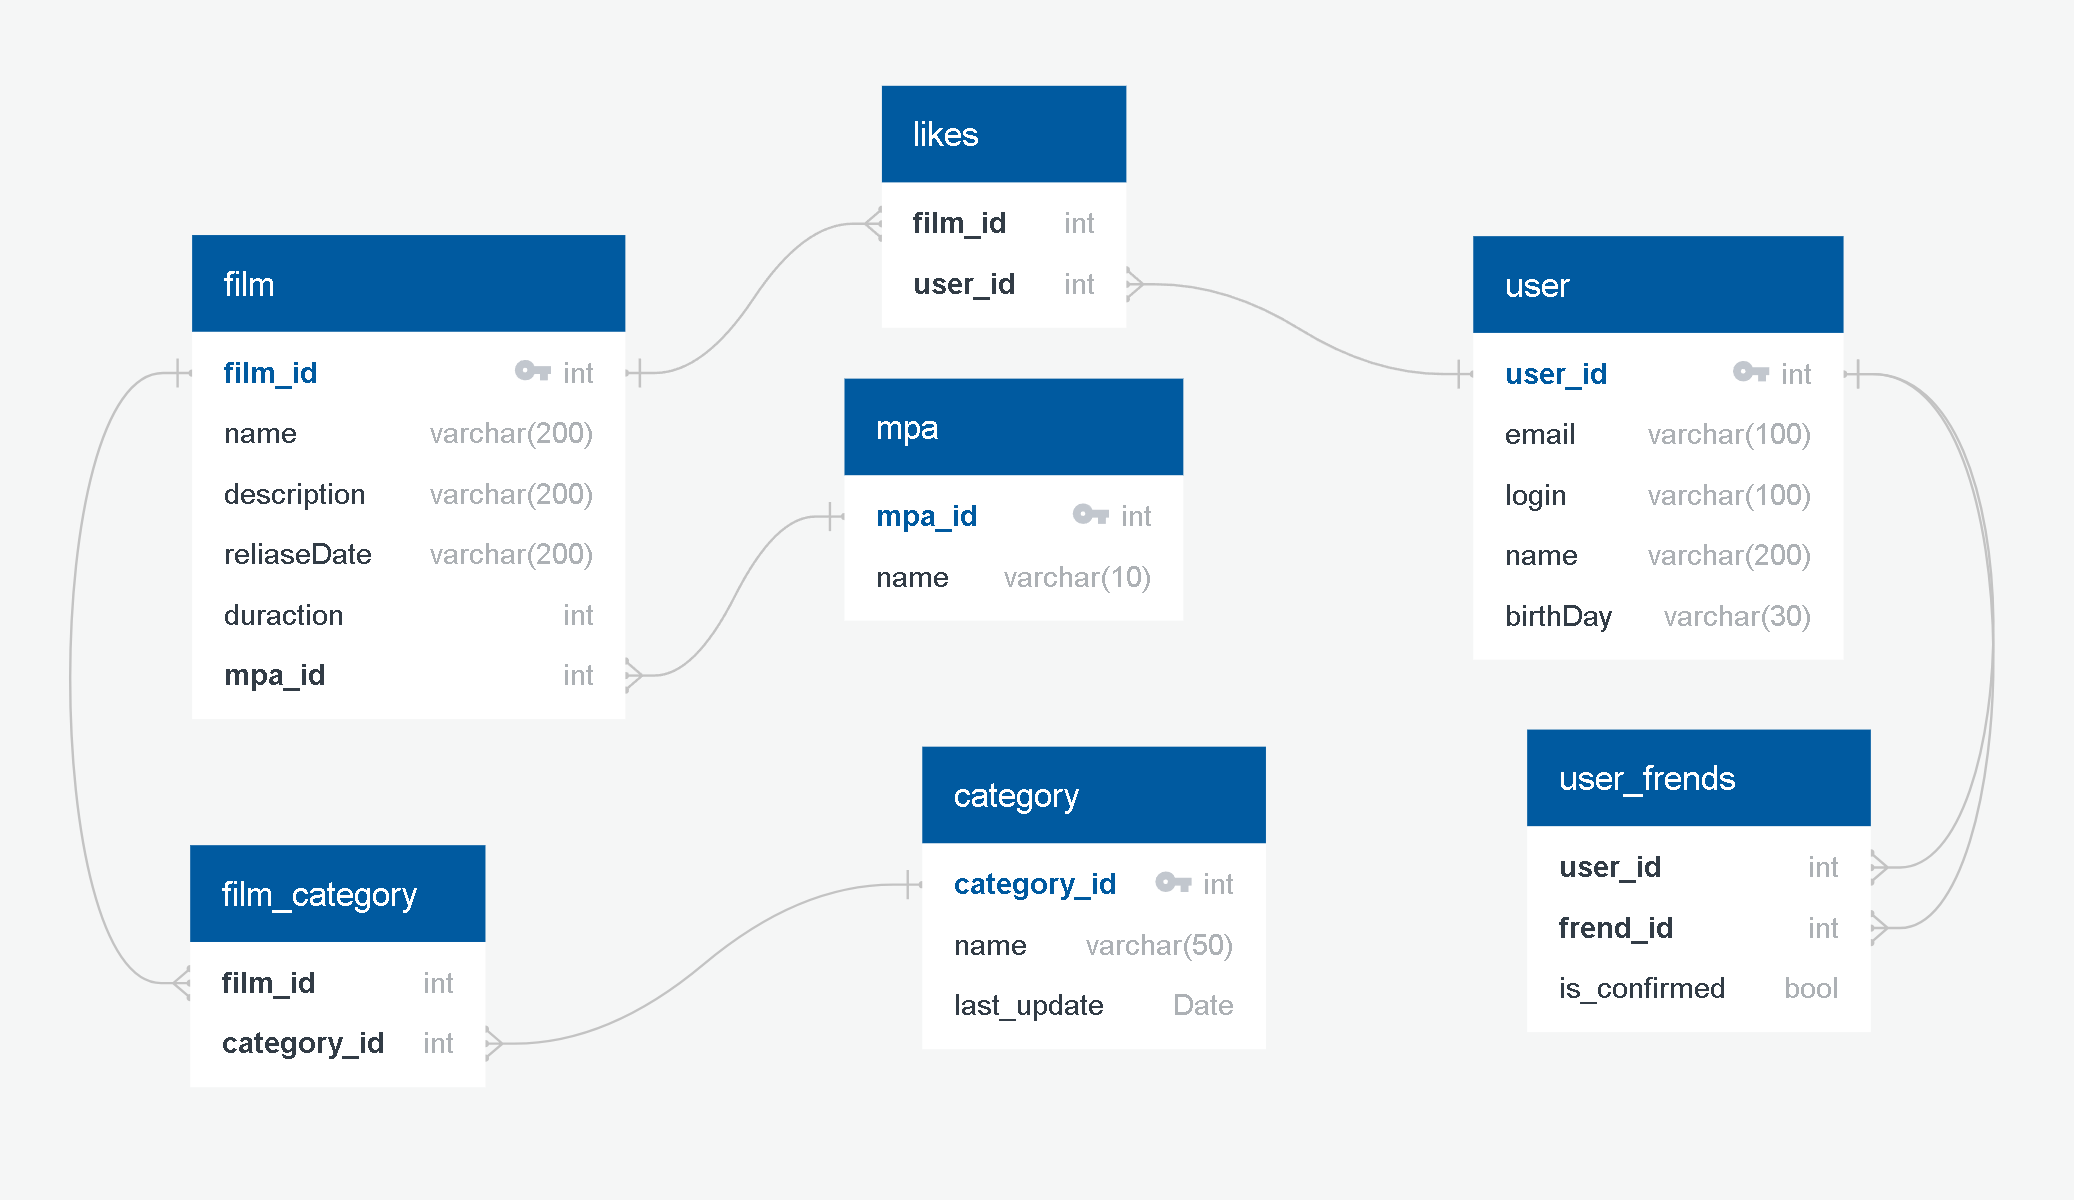 likes
film_id int
user_id int
film
film_id int
name varchar(200)
description varchar(200)
reliaseDate varchar(200)
duraction int
mpa_id int
mpa
mpa_id int
name varchar(10)
user
user_id int
email varchar(100)
login varchar(100)
name varchar(200)
birthDay varchar(30)
category
category_id int
name varchar(50)
last_update Date
user_frends
user_id int
frend_id int
is_confirmed bool
film_category
film_id int
category_id int